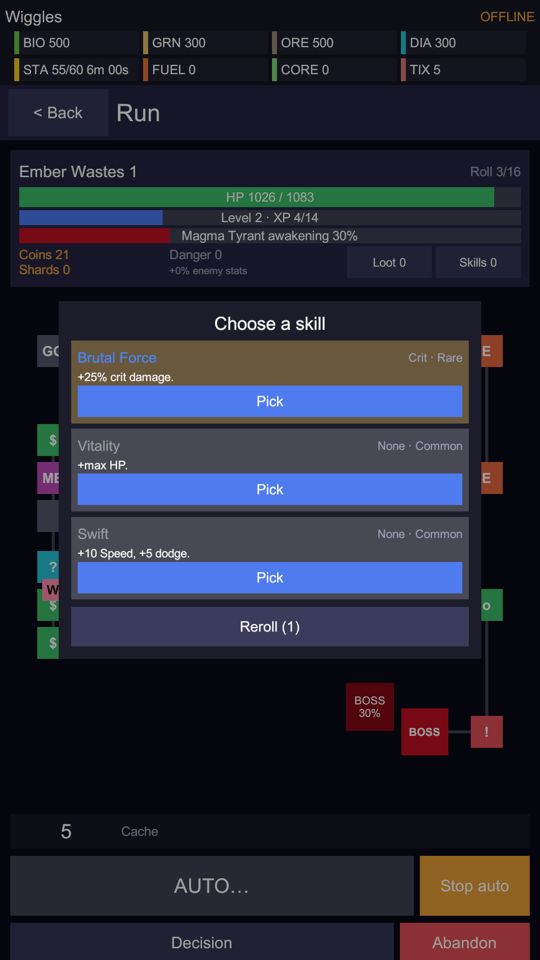 Wiggles
OFFLINE
BIO 500
GRN 300
ORE 500
DIA 300
STA 55/60 6m 00s
FUEL 0
CORE 0
TIX 5
< Back
Run
Ember Wastes 1
Roll 3/16
HP 1026 / 1083
Level 2 · XP 4/14
Magma Tyrant awakening 30%
Coins 21
Danger 0
Shards 0
+0% enemy stats
Loot 0
Skills 0
Choose a skill
GO
E
Brutal Force
Crit · Rare
+25% crit damage.
Pick
$
Vitality
None · Common
+max HP.
ME
E
Pick
Swift
None · Common
+10 Speed, +5 dodge.
?
Pick
W
$
o
Reroll (1)
$
BOSS
30%
BOSS
!
5
Cache
AUTO...
Stop auto
Decision
Abandon